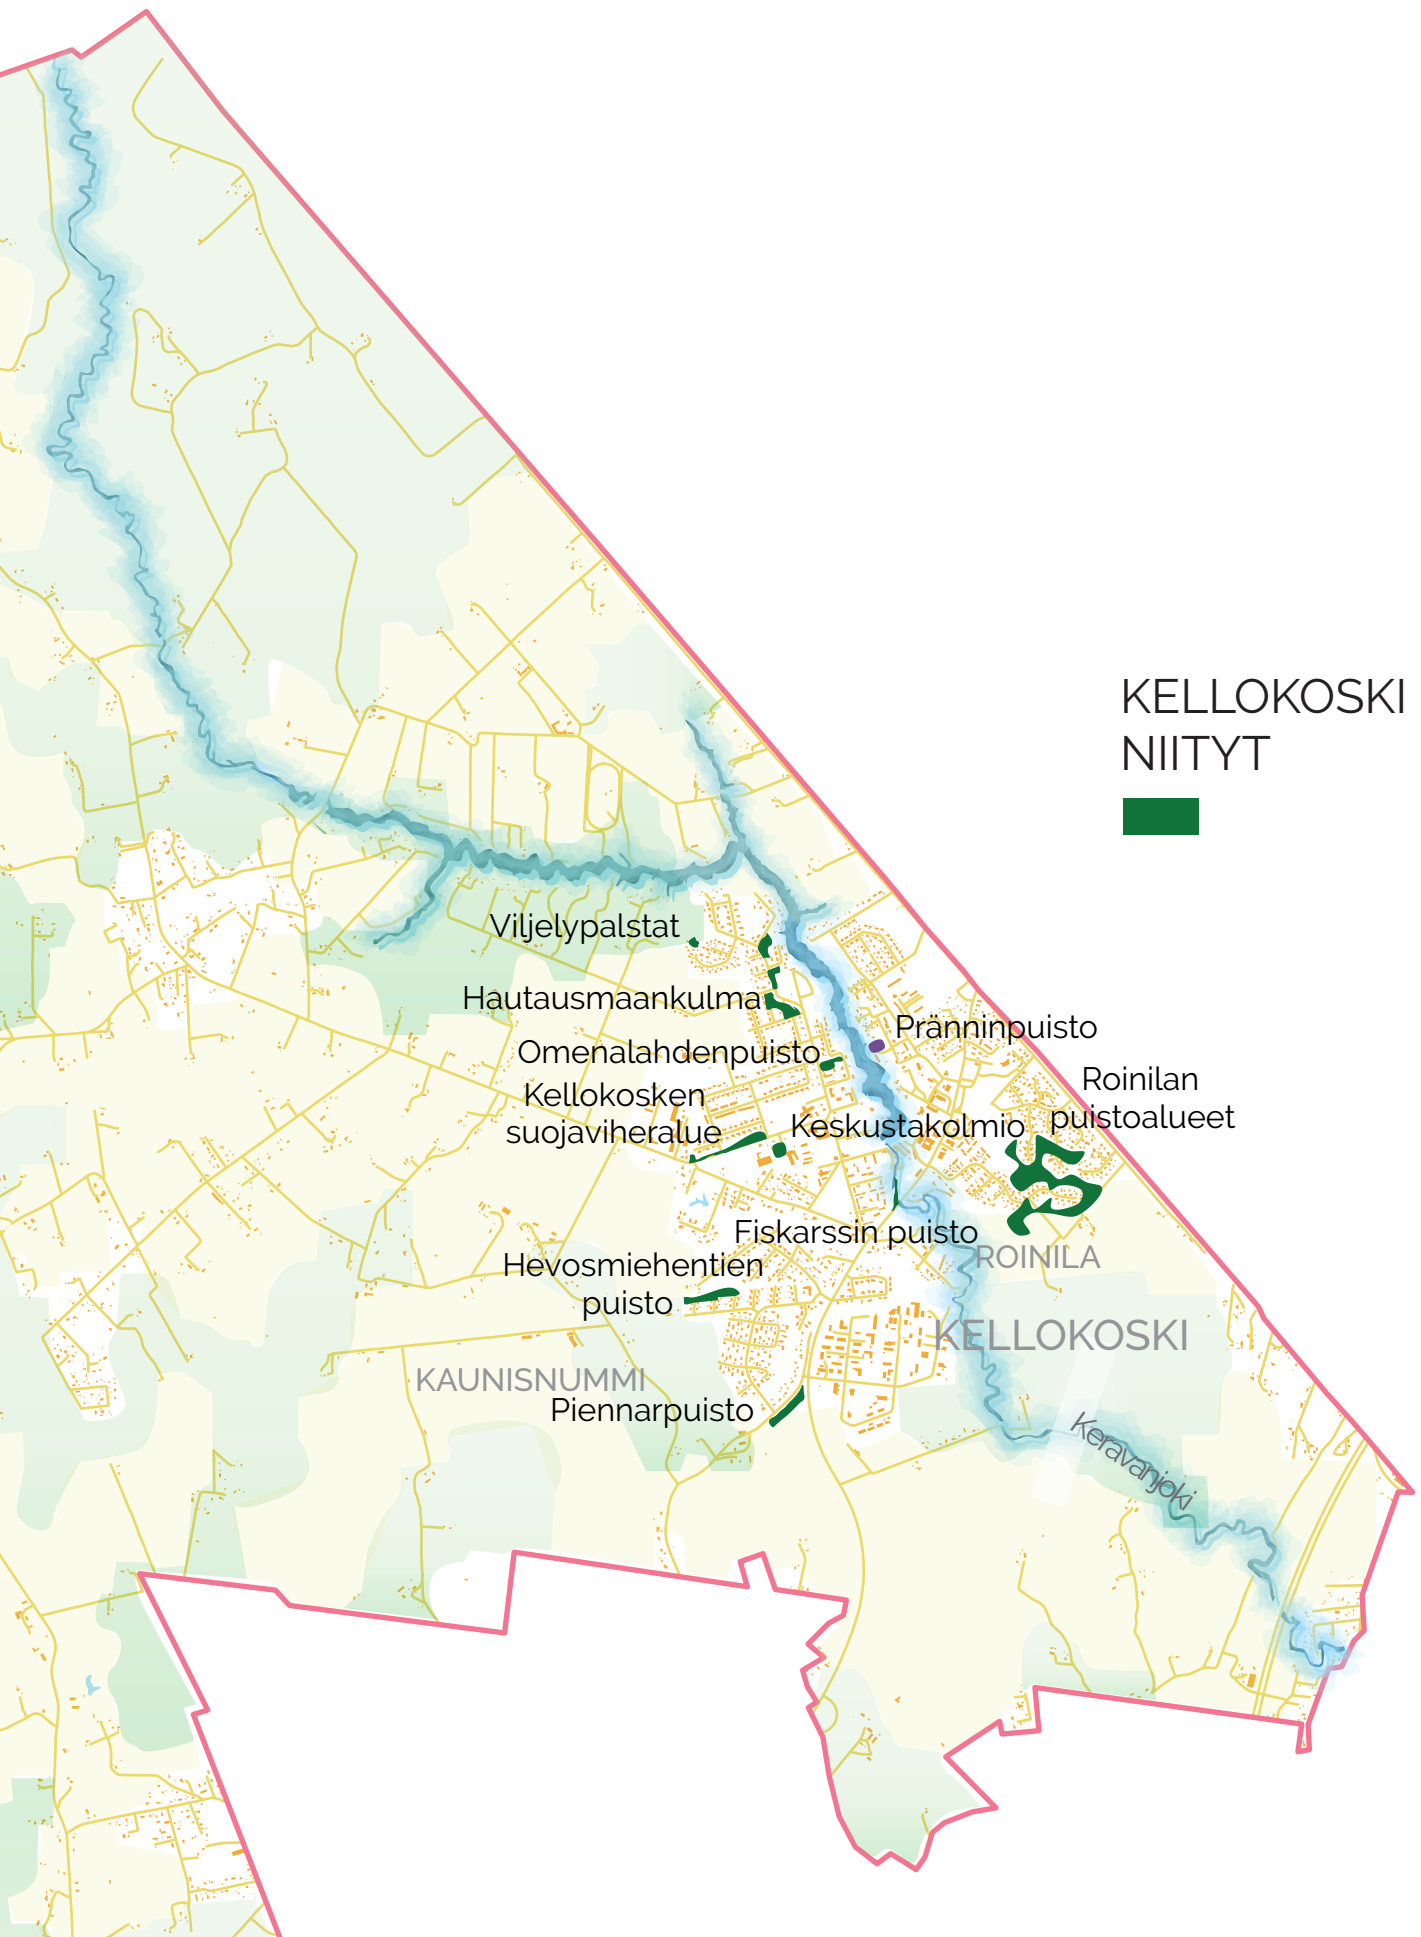 KELLOKOSKI
NIITYT
Viljelypalstat
Hautausmaankulma
Pränninpuisto
Omenalahdenpuisto
Roinilan
puistoalueet
Kellokosken
suojaviheralue
Keskustakolmio
Fiskarssin puisto
ROINILA
Hevosmiehentien
puisto
KELLOKOSKI
KAUNISNUMMI
Piennarpuisto
Keravanjoki